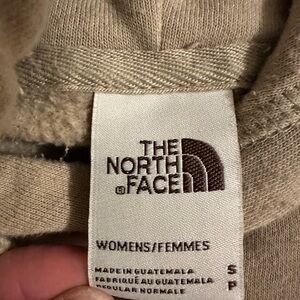 THE
NORTH
FACE
WOMENS/FEMMES
MADE IN GUATEMALA S
FABRIQUÉ AU GUATEMALA P
REGULAR NORMALE